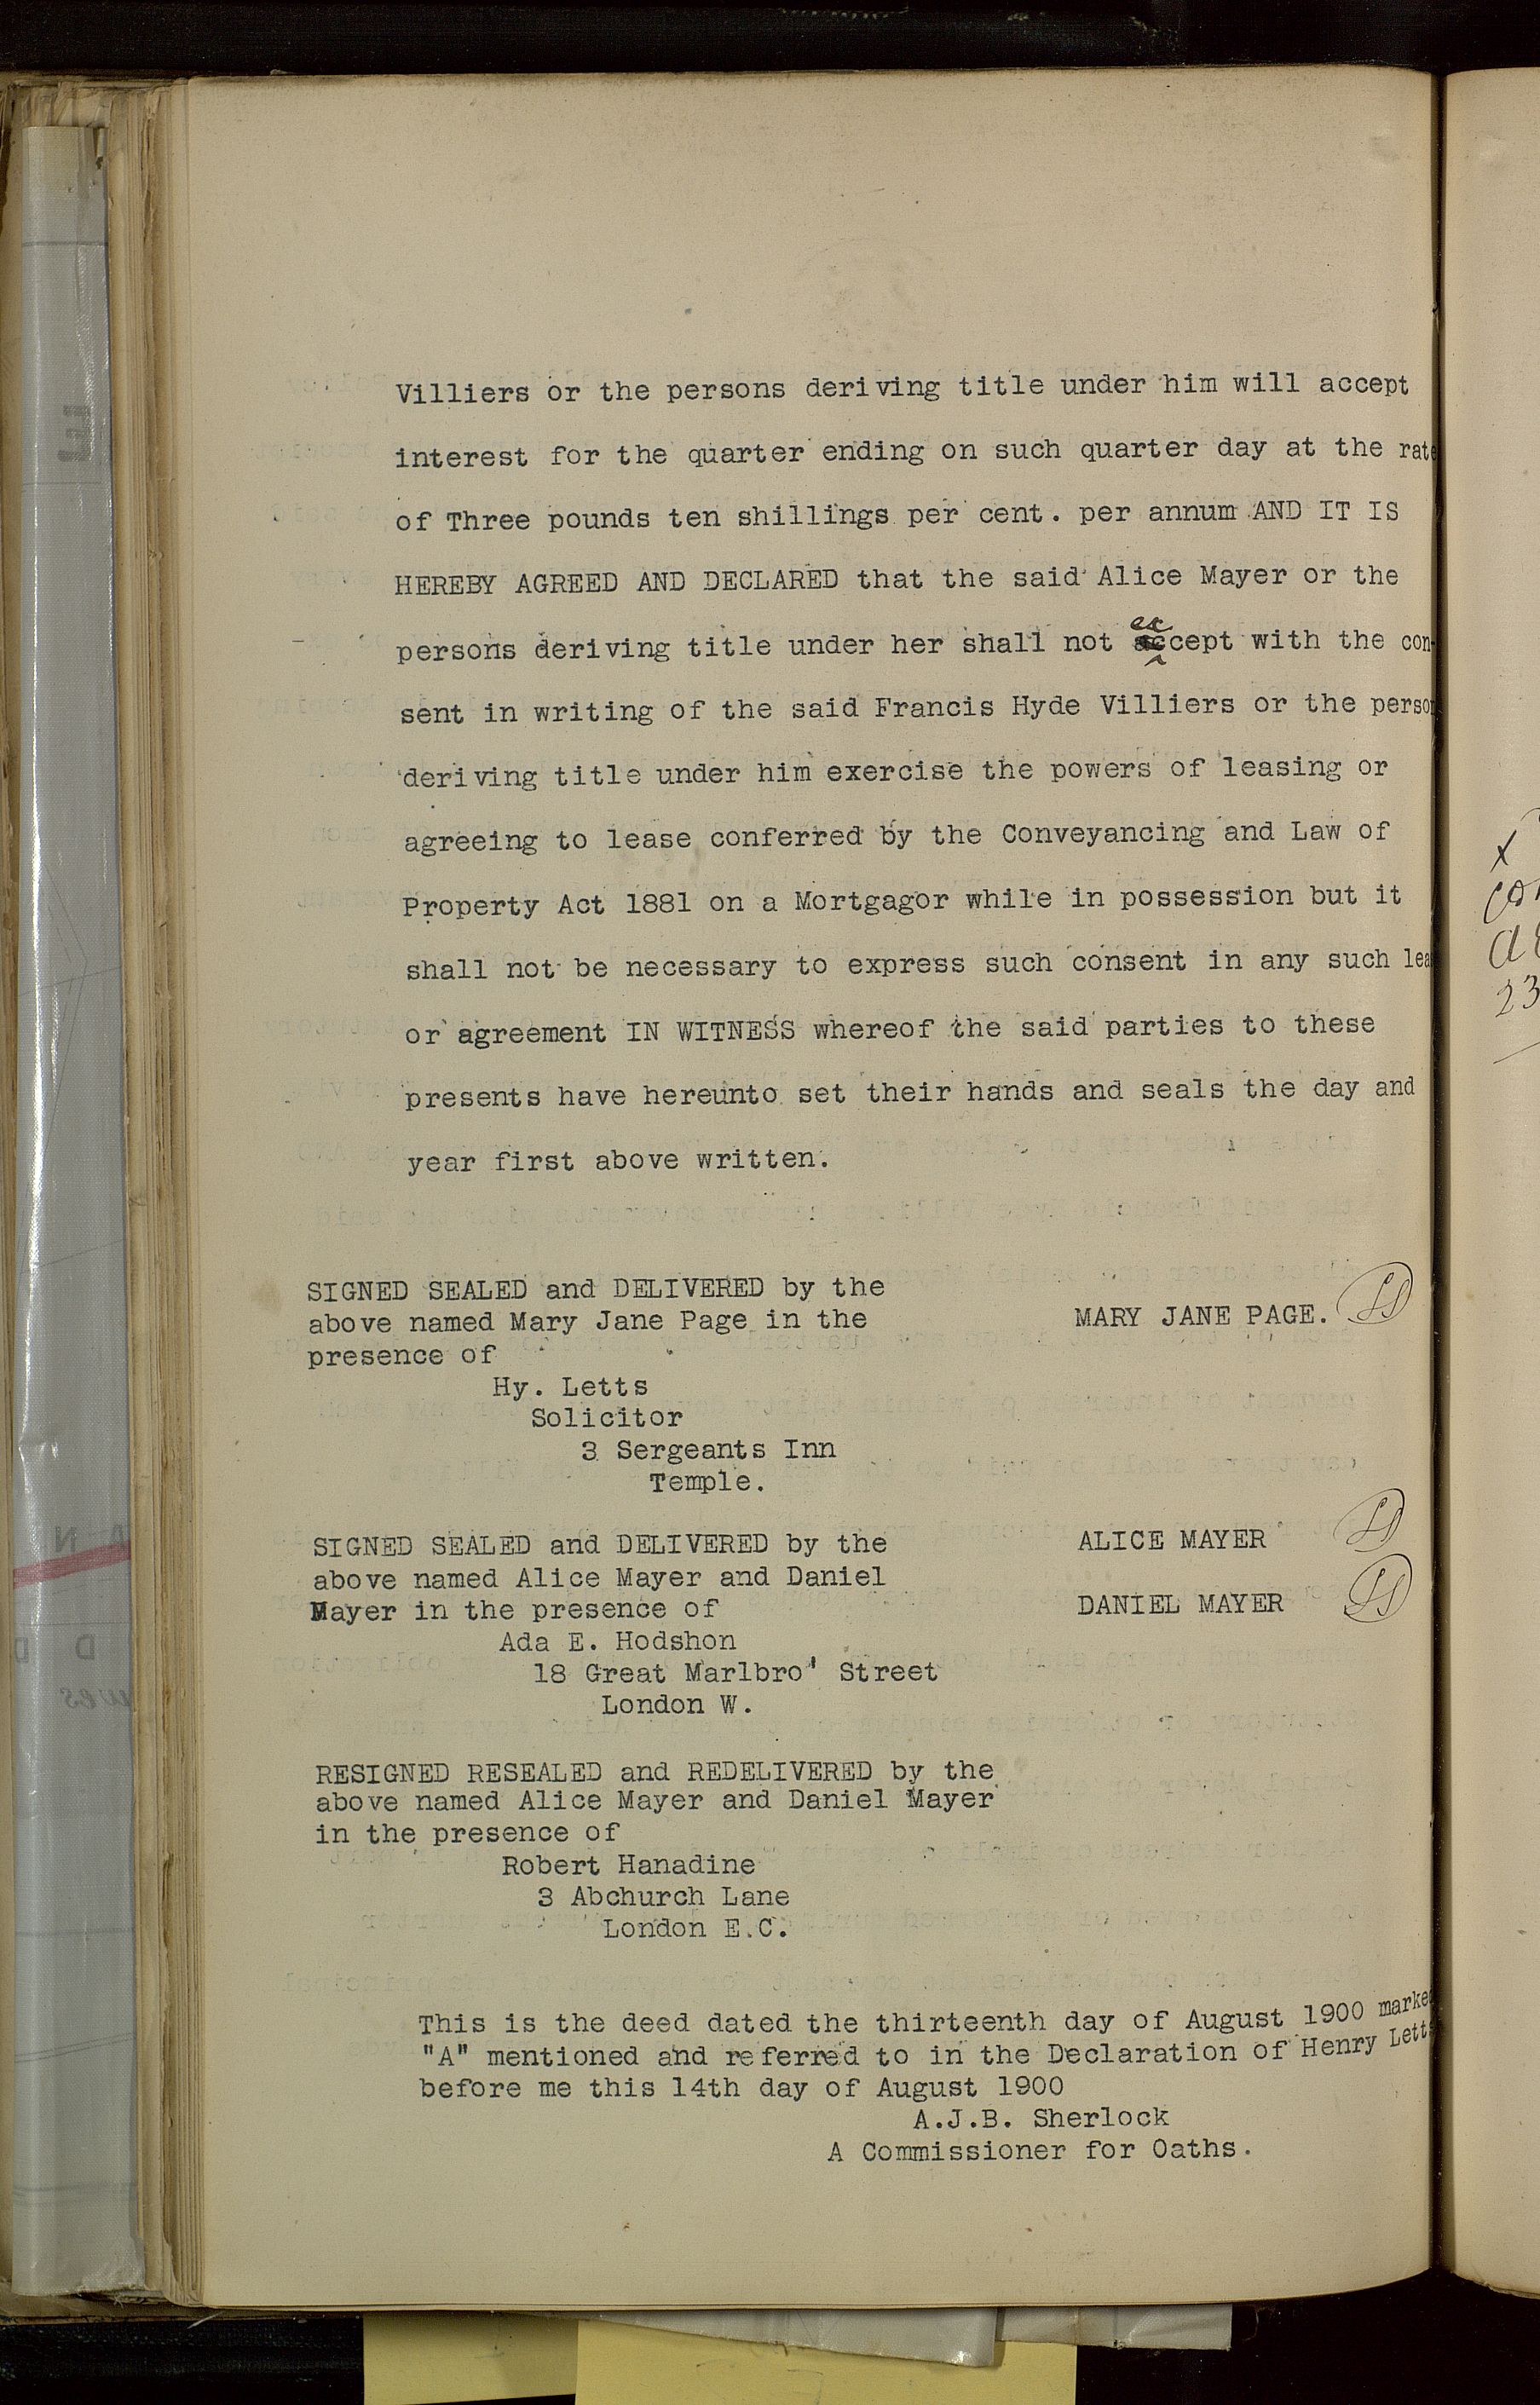 Villiers or the persons deriving title under him will accept
interest for the quarter ending on such quarter day at the rate
of Three pounds ten shillings per cent. per annum AND IT IS
HEREBY AGREED AND DECLARED that the said Alice Mayer or the
persons deriving title under her shall not except with the con-
sent in writing of the said Francis Hyde Villiers or the person
deriving title under him exercise the powers of leasing or
agreeing to lease conferred by the Conveyancing and Law of
Property Act 1881 on a Mortgagor while in possession but it
shall not be necessary to express such consent in any such lea
or agreement IN WITNESS whereof the said parties to these
presents have hereunto set their hands and seals the day and
year first above written.
SIGNED SEALED and DELIVERED by the
above named Mary Jane Page in the
presence of
MARY JANE PAGE.
Hy. Letts
Solicitor
3 Sergeants Inn
Temple.
SIGNED SEALED and DELIVERED by the
above named Alice Mayer and Daniel
Mayer in the presence of
ALICE MAYER
DANIEL MAYER
Ada E. Hodshon
18 Great Marlbro' Street
London W.
RESIGNED RESEALED and REDELIVERED by the
above named Alice Mayer and Daniel Mayer
in the presence of
Robert Hanadine
3 Abchurch Lane
London E.C.
This is the deed dated the thirteenth day of August 1900 marked
"A" mentioned and referred to in the Declaration of Henry Letts
before me this 14th day of August 1900
A.J.B. Sherlock
A Commissioner for Oaths.
23